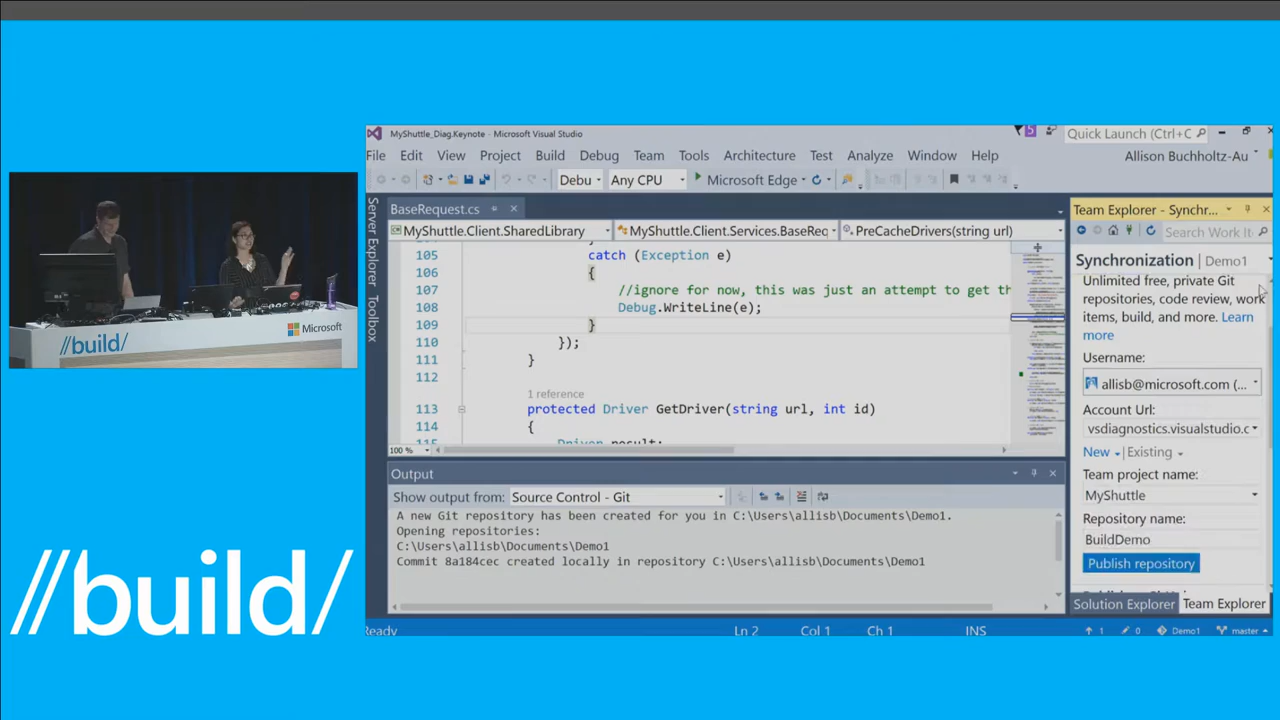 //build/
Microsoft
//build/
MyShuttle_Diag.Keynote - Microsoft Visual Studio
5
Quick Launch (Ctrl+C
File Edit View Project Build Debug Team Tools Architecture Test Analyze Window Help
Allison Buchholtz-Au
Debu Any CPU Microsoft Edge
Server Explorer
Toolbox
BaseRequest.cs
MyShuttle.Client.SharedLibrary MyShuttle.Client.Services.BaseReq PreCacheDrivers(string url)
105 catch (Exception e)
106 {
107 //ignore for now, this was just an attempt to get th
108 Debug.WriteLine(e);
109 }
110 });
111 }
112
1 reference
113 protected Driver GetDriver(string url, int id)
114 {
115 Driver result;
100 %
Output
Show output from: Source Control - Git
A new Git repository has been created for you in C:\Users\allisb\Documents\Demo1.
Opening repositories:
C:\Users\allisb\Documents\Demo1
Commit 8a184cec created locally in repository C:\Users\allisb\Documents\Demo1
Team Explorer - Synchr...
Search Work It
Synchronization | Demo1
Unlimited free, private Git
repositories, code review, work
items, build, and more. Learn
more
Username:
allisb@microsoft.com (...
Account Url:
vsdiagnostics.visualstudio.c
New | Existing
Team project name:
MyShuttle
Repository name:
BuildDemo
Publish repository
Solution Explorer Team Explorer
Ready Ln 2 Col 1 Ch 1 INS 1 0 Demo1 master